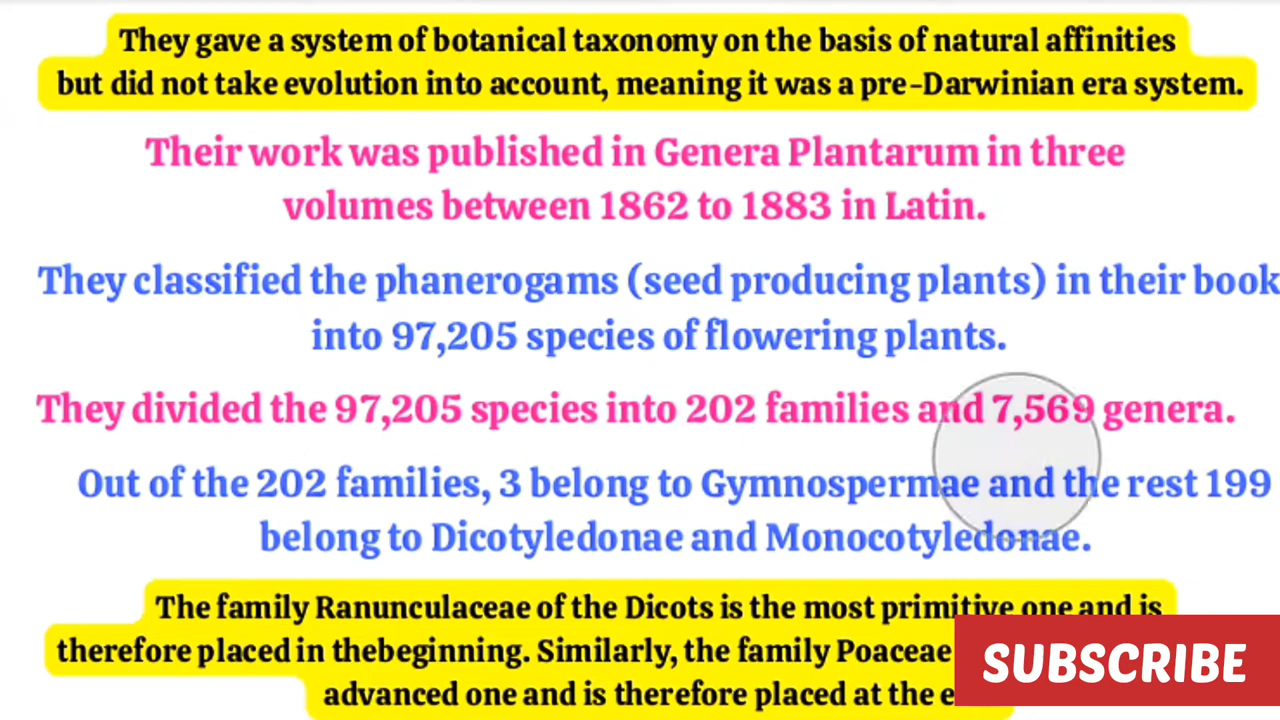 They gave a system of botanical taxonomy on the basis of natural affinities
but did not take evolution into account, meaning it was a pre-Darwinian era system.
Their work was published in Genera Plantarum in three
volumes between 1862 to 1883 in Latin.
They classified the phanerogams (seed producing plants) in their book
into 97,205 species of flowering plants.
They divided the 97,205 species into 202 families and 7,569 genera.
Out of the 202 families, 3 belong to Gymnospermae and the rest 199
belong to Dicotyledonae and Monocotyledonae.
The family Ranunculaceae of the Dicots is the most primitive one and is
therefore placed in thebeginning. Similarly, the family Poaceae
advanced one and is therefore placed at the
SUBSCRIBE